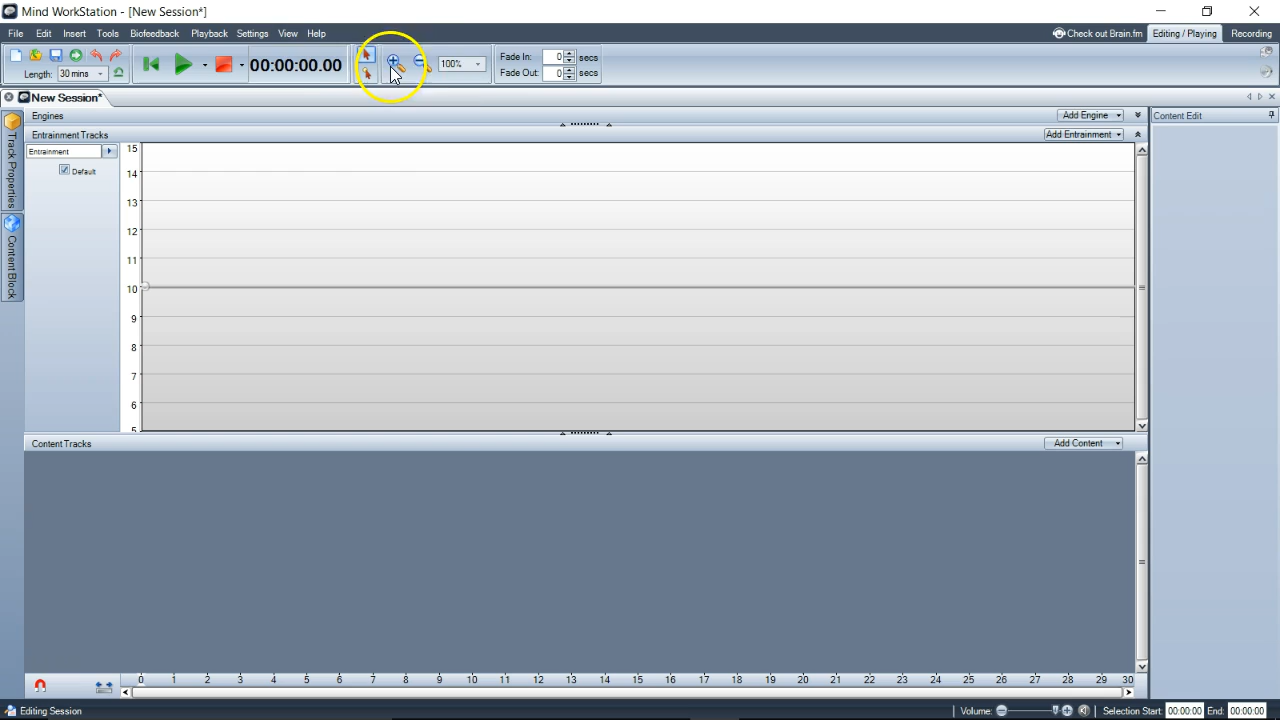 Mind WorkStation - [New Session*]
File Edit Insert Tools Biofeedback Playback Settings View Help
Check out Brain.fm Editing / Playing Recording
Length: 30 mins
00:00:00.00
100%
Fade In: 0 secs
Fade Out: 0 secs
New Session*
Engines
Add Engine
Content Edit
Entrainment Tracks
Add Entrainment
Entrainment
Default
Track Properties
Content Block
15
14
13
12
11
10
9
8
7
6
5
Content Tracks
Add Content
0 1 2 3 4 5 6 7 8 9 10 11 12 13 14 15 16 17 18 19 20 21 22 23 24 25 26 27 28 29 30
Editing Session
Volume:
Selection Start: 00:00:00 End: 00:00:00